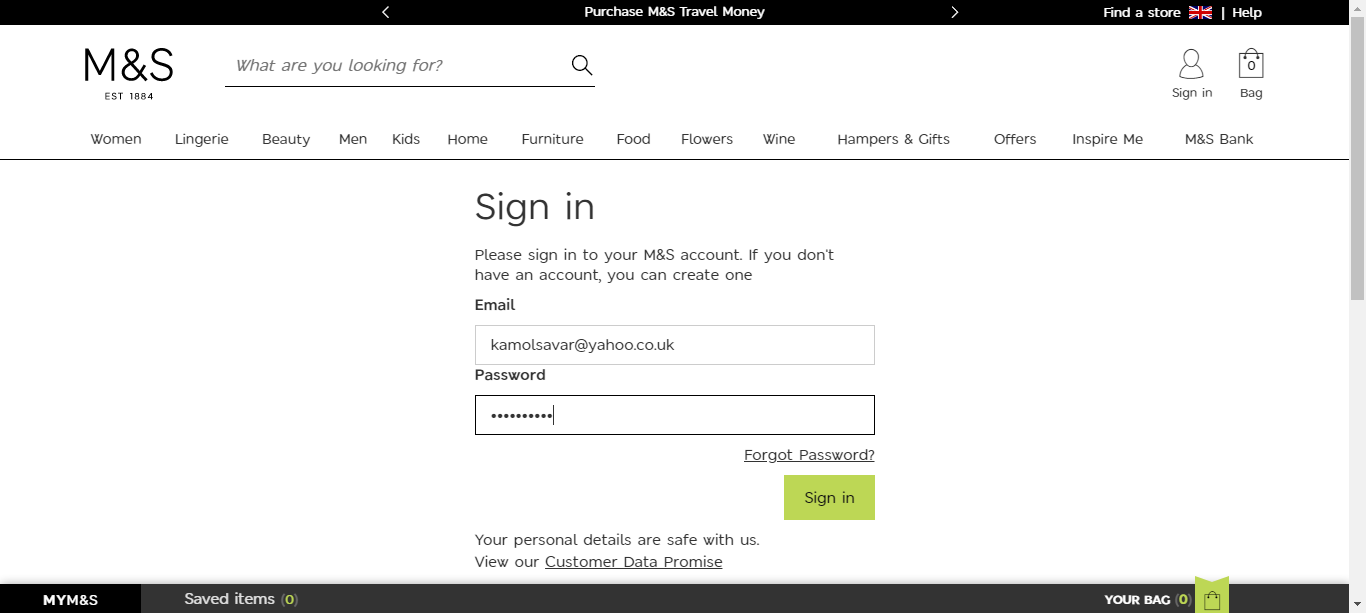 Purchase M&S Travel Money
Find a store | Help
M&S
EST 1884
What are you looking for?
Sign in
0
Bag
Women Lingerie Beauty Men Kids Home Furniture Food Flowers Wine Hampers & Gifts Offers Inspire Me M&S Bank
Sign in
Please sign in to your M&S account. If you don't
have an account, you can create one
Email
kamolsavar@yahoo.co.uk
Password
••••••••••
Forgot Password?
Sign in
Your personal details are safe with us.
View our Customer Data Promise
MYM&S
Saved items (0)
YOUR BAG (0)